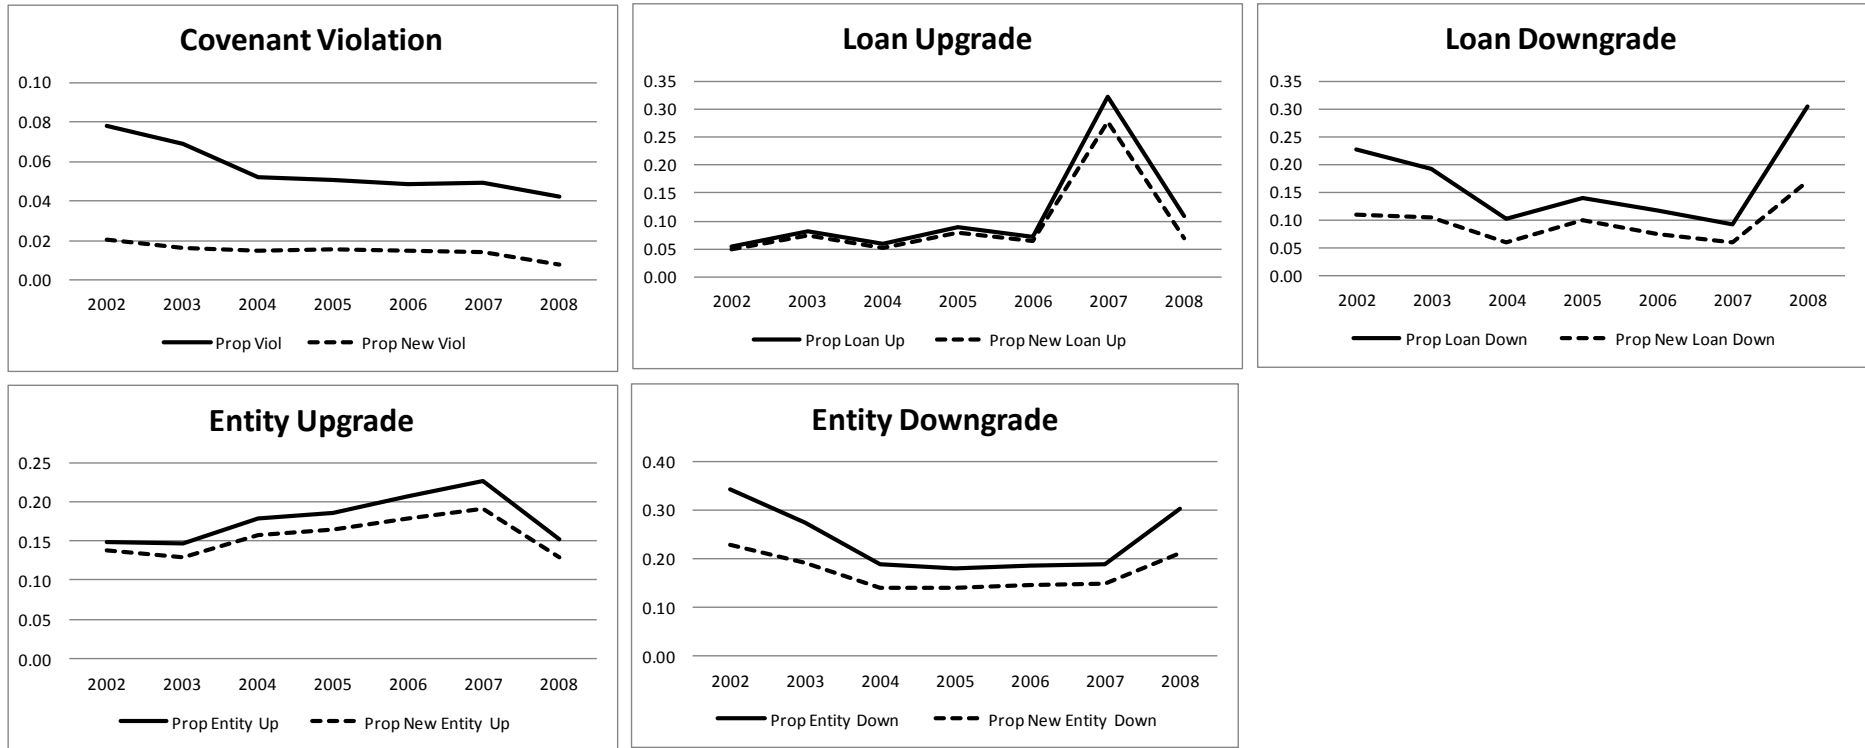 Covenant Violation
0.10
0.08
0.06
0.04
0.02
0.00
2002 2003 2004 2005 2006 2007 2008
Prop Viol Prop New Viol
Loan Upgrade
0.35
0.30
0.25
0.20
0.15
0.10
0.05
0.00
2002 2003 2004 2005 2006 2007 2008
Prop Loan Up Prop New Loan Up
Loan Downgrade
0.35
0.30
0.25
0.20
0.15
0.10
0.05
0.00
2002 2003 2004 2005 2006 2007 2008
Prop Loan Down Prop New Loan Down
Entity Upgrade
0.25
0.20
0.15
0.10
0.05
0.00
2002 2003 2004 2005 2006 2007 2008
Prop Entity Up Prop New Entity Up
Entity Downgrade
0.40
0.30
0.20
0.10
0.00
2002 2003 2004 2005 2006 2007 2008
Prop Entity Down Prop New Entity Down